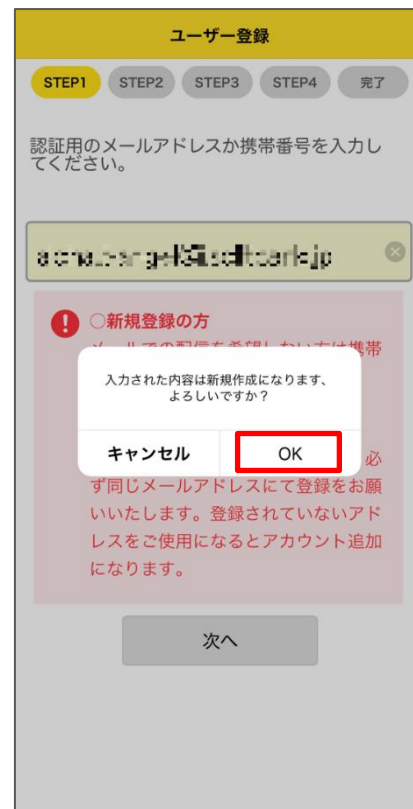 ユーザー登録
STEP1 STEP2 STEP3 STEP4 完了
認証用のメールアドレスか携帯番号を入力し
てください。
○新規登録の方
メールでの配信を希望しない方は携帯
入力された内容は新規作成になります、
よろしいですか？
キャンセル OK
必
ず同じメールアドレスにて登録をお願
いいたします。登録されていないアド
レスをご使用になるとアカウント追加
になります。
次へ